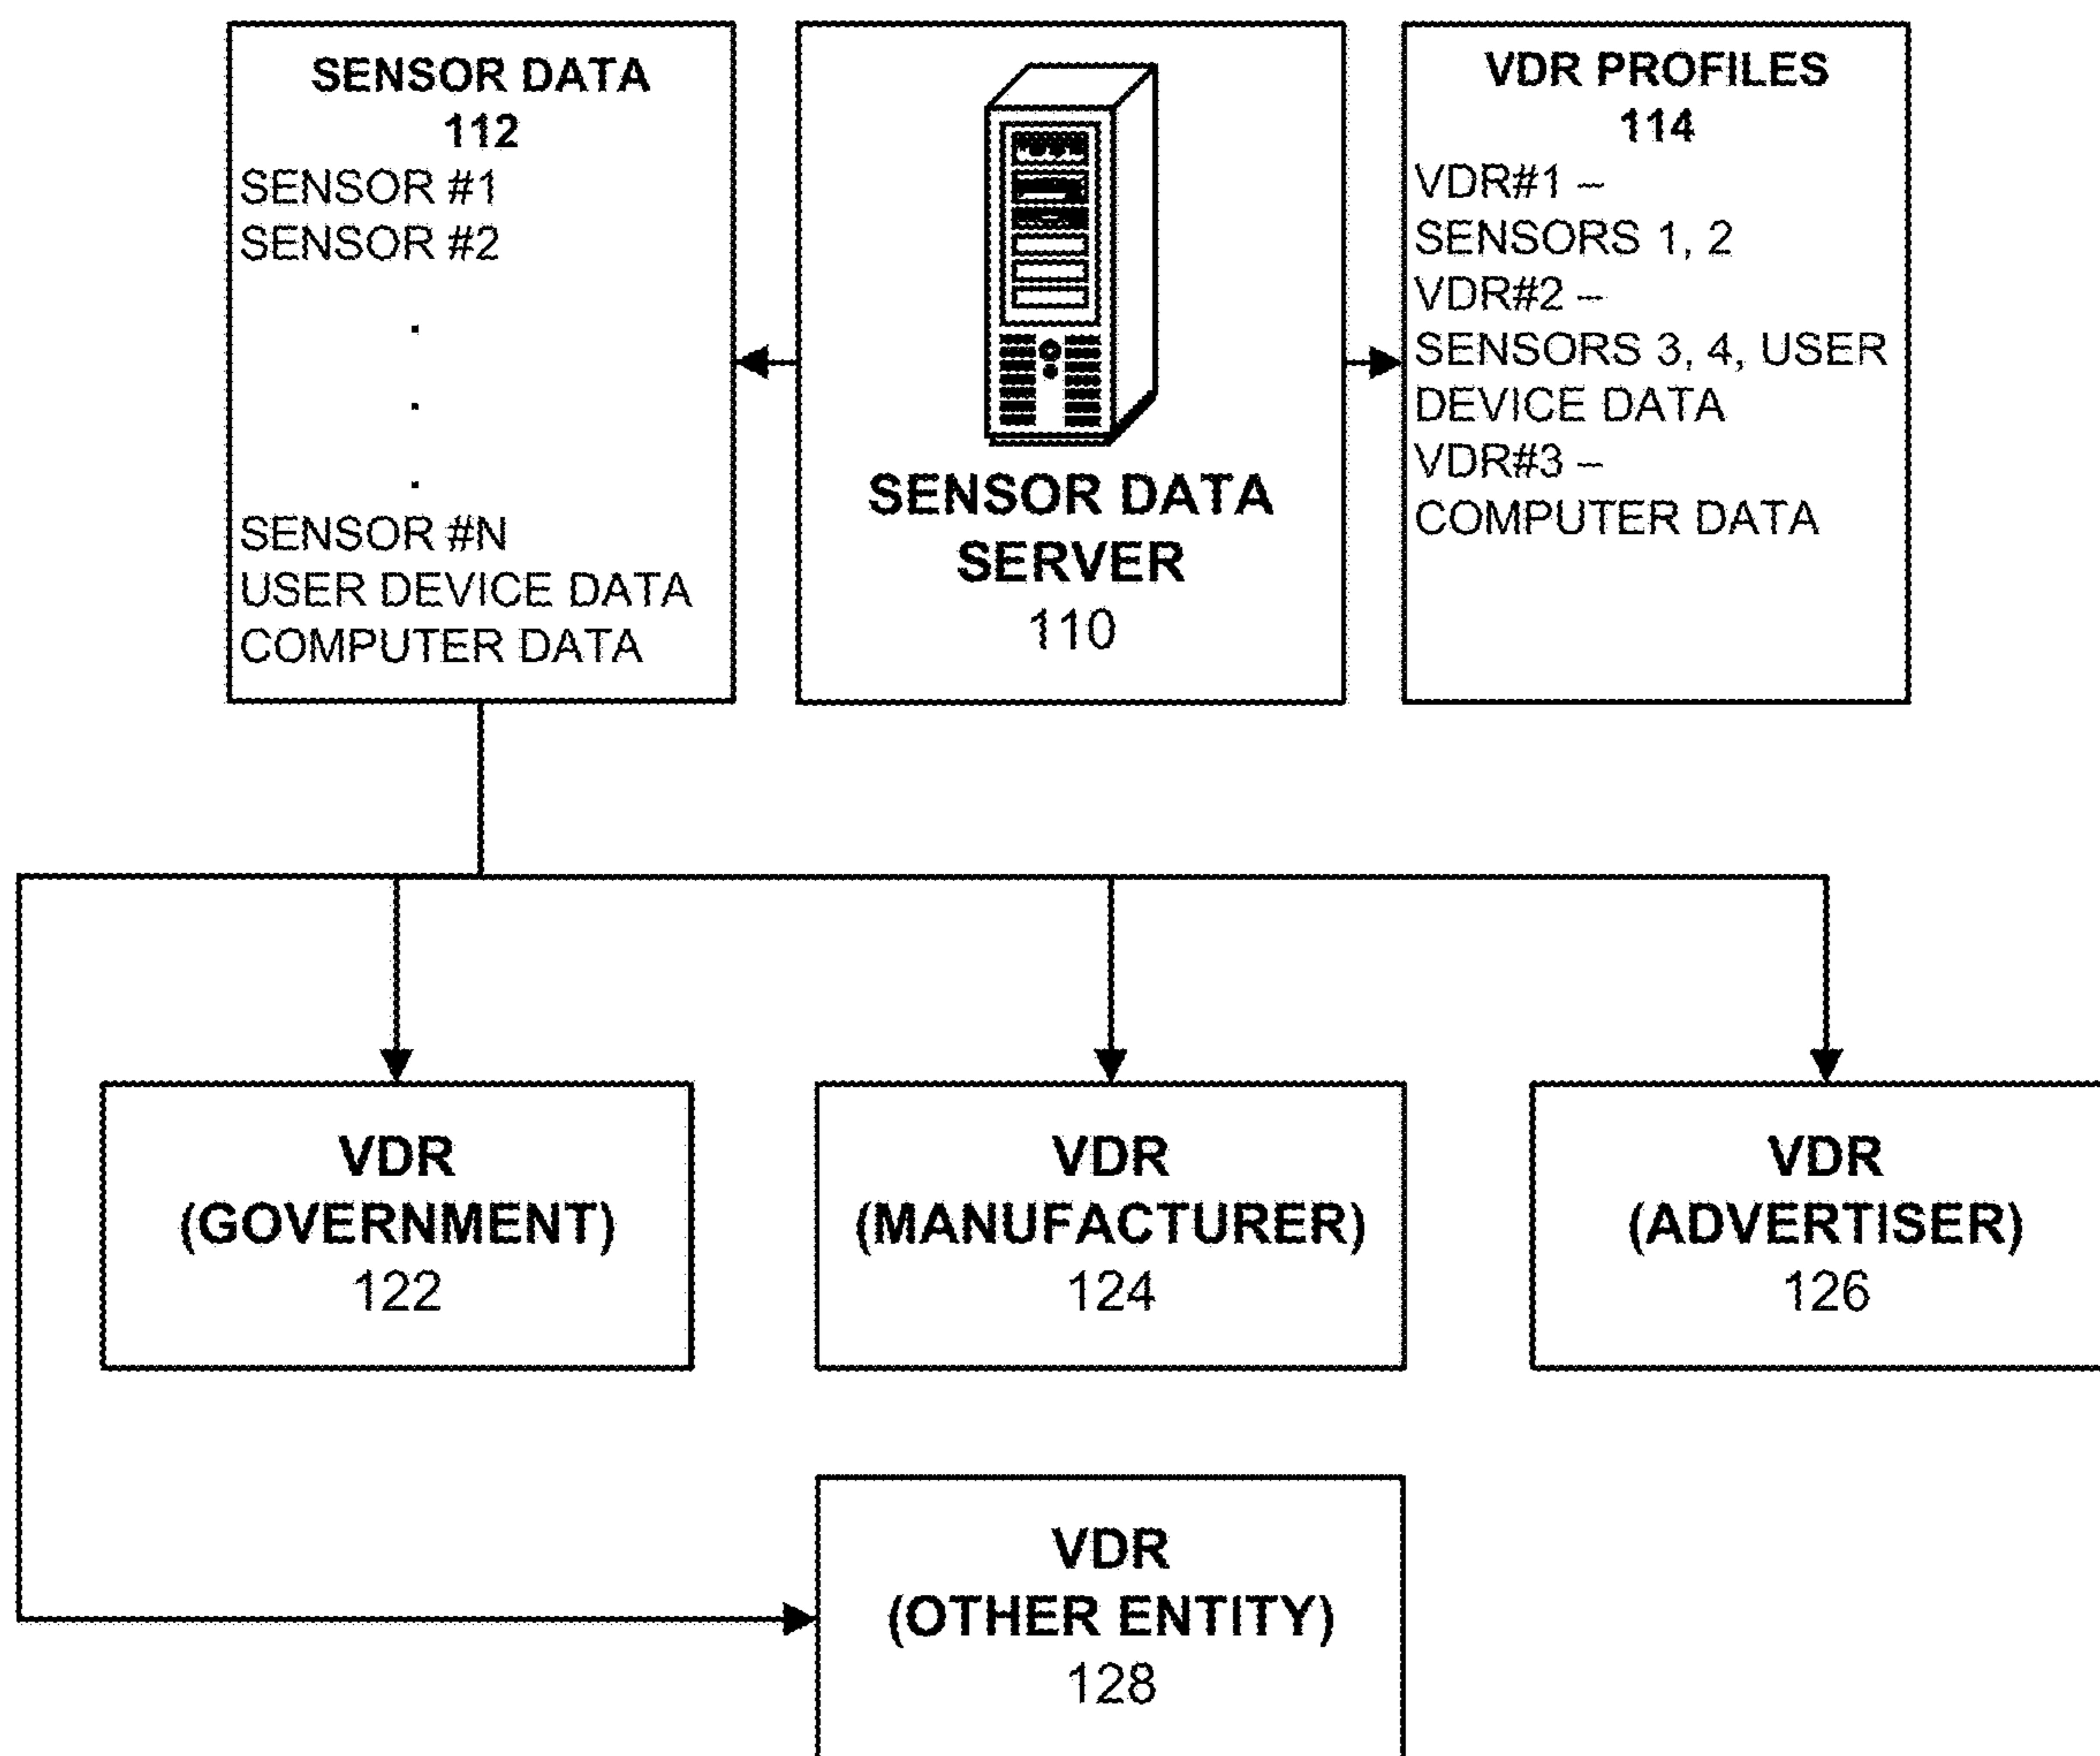 SENSOR DATA
112
SENSOR #1
SENSOR #2
.
.
.
SENSOR #N
USER DEVICE DATA
COMPUTER DATA
SENSOR DATA
SERVER
110
VDR PROFILES
114
VDR#1 –
SENSORS 1, 2
VDR#2 –
SENSORS 3, 4, USER
DEVICE DATA
VDR#3 –
COMPUTER DATA
VDR
(GOVERNMENT)
122
VDR
(MANUFACTURER)
124
VDR
(ADVERTISER)
126
VDR
(OTHER ENTITY)
128